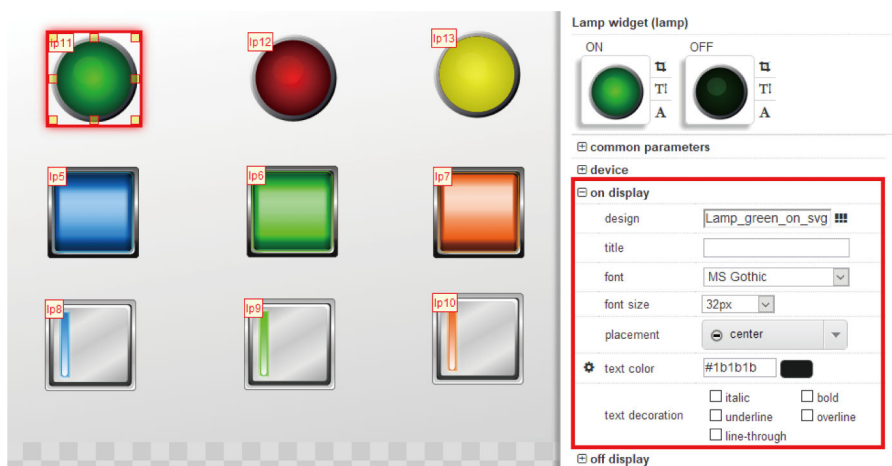 lp11
lp12
lp13
lp5
lp6
lp7
lp8
lp9
lp10
Lamp widget (lamp)
ON OFF
TI TI
A A
common parameters
device
on display
design Lamp_green_on_svg
title
font MS Gothic
font size 32px
placement center
text color #1b1b1b
text decoration italic bold
underline overline
line-through
off display